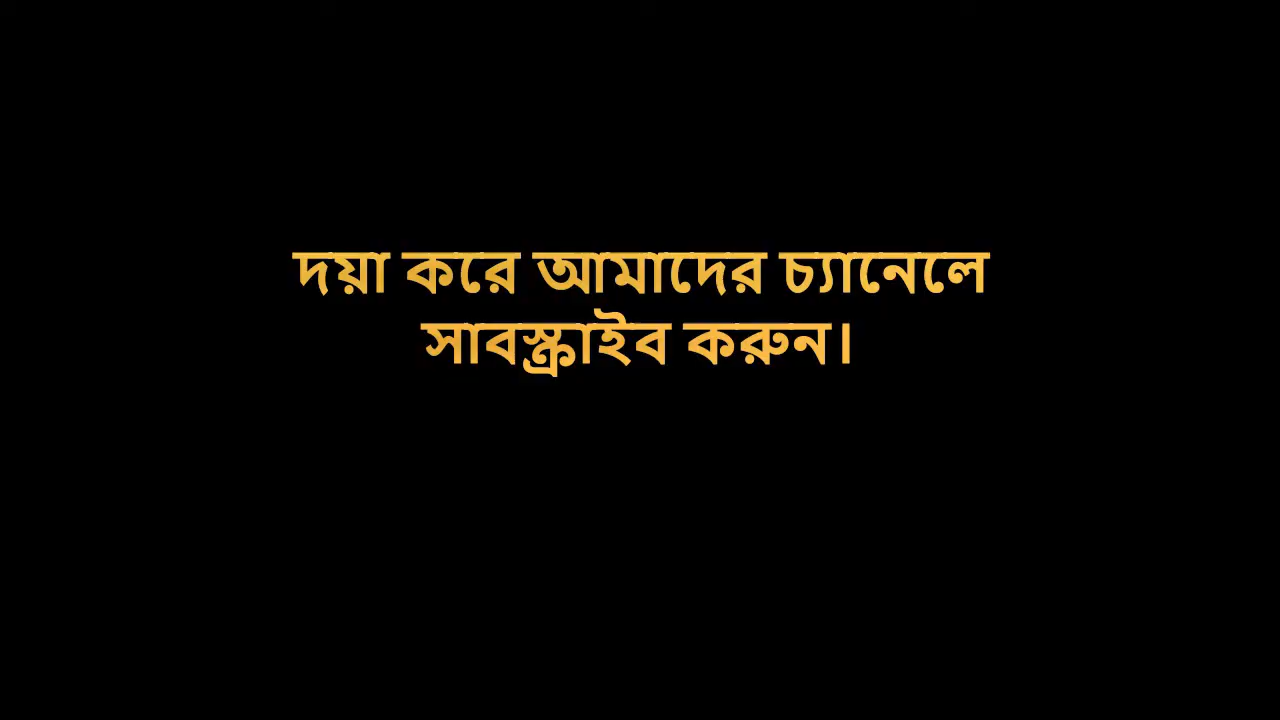 দয়া করে আমাদের চ্যানেলে
সাবস্ক্রাইব করুন।